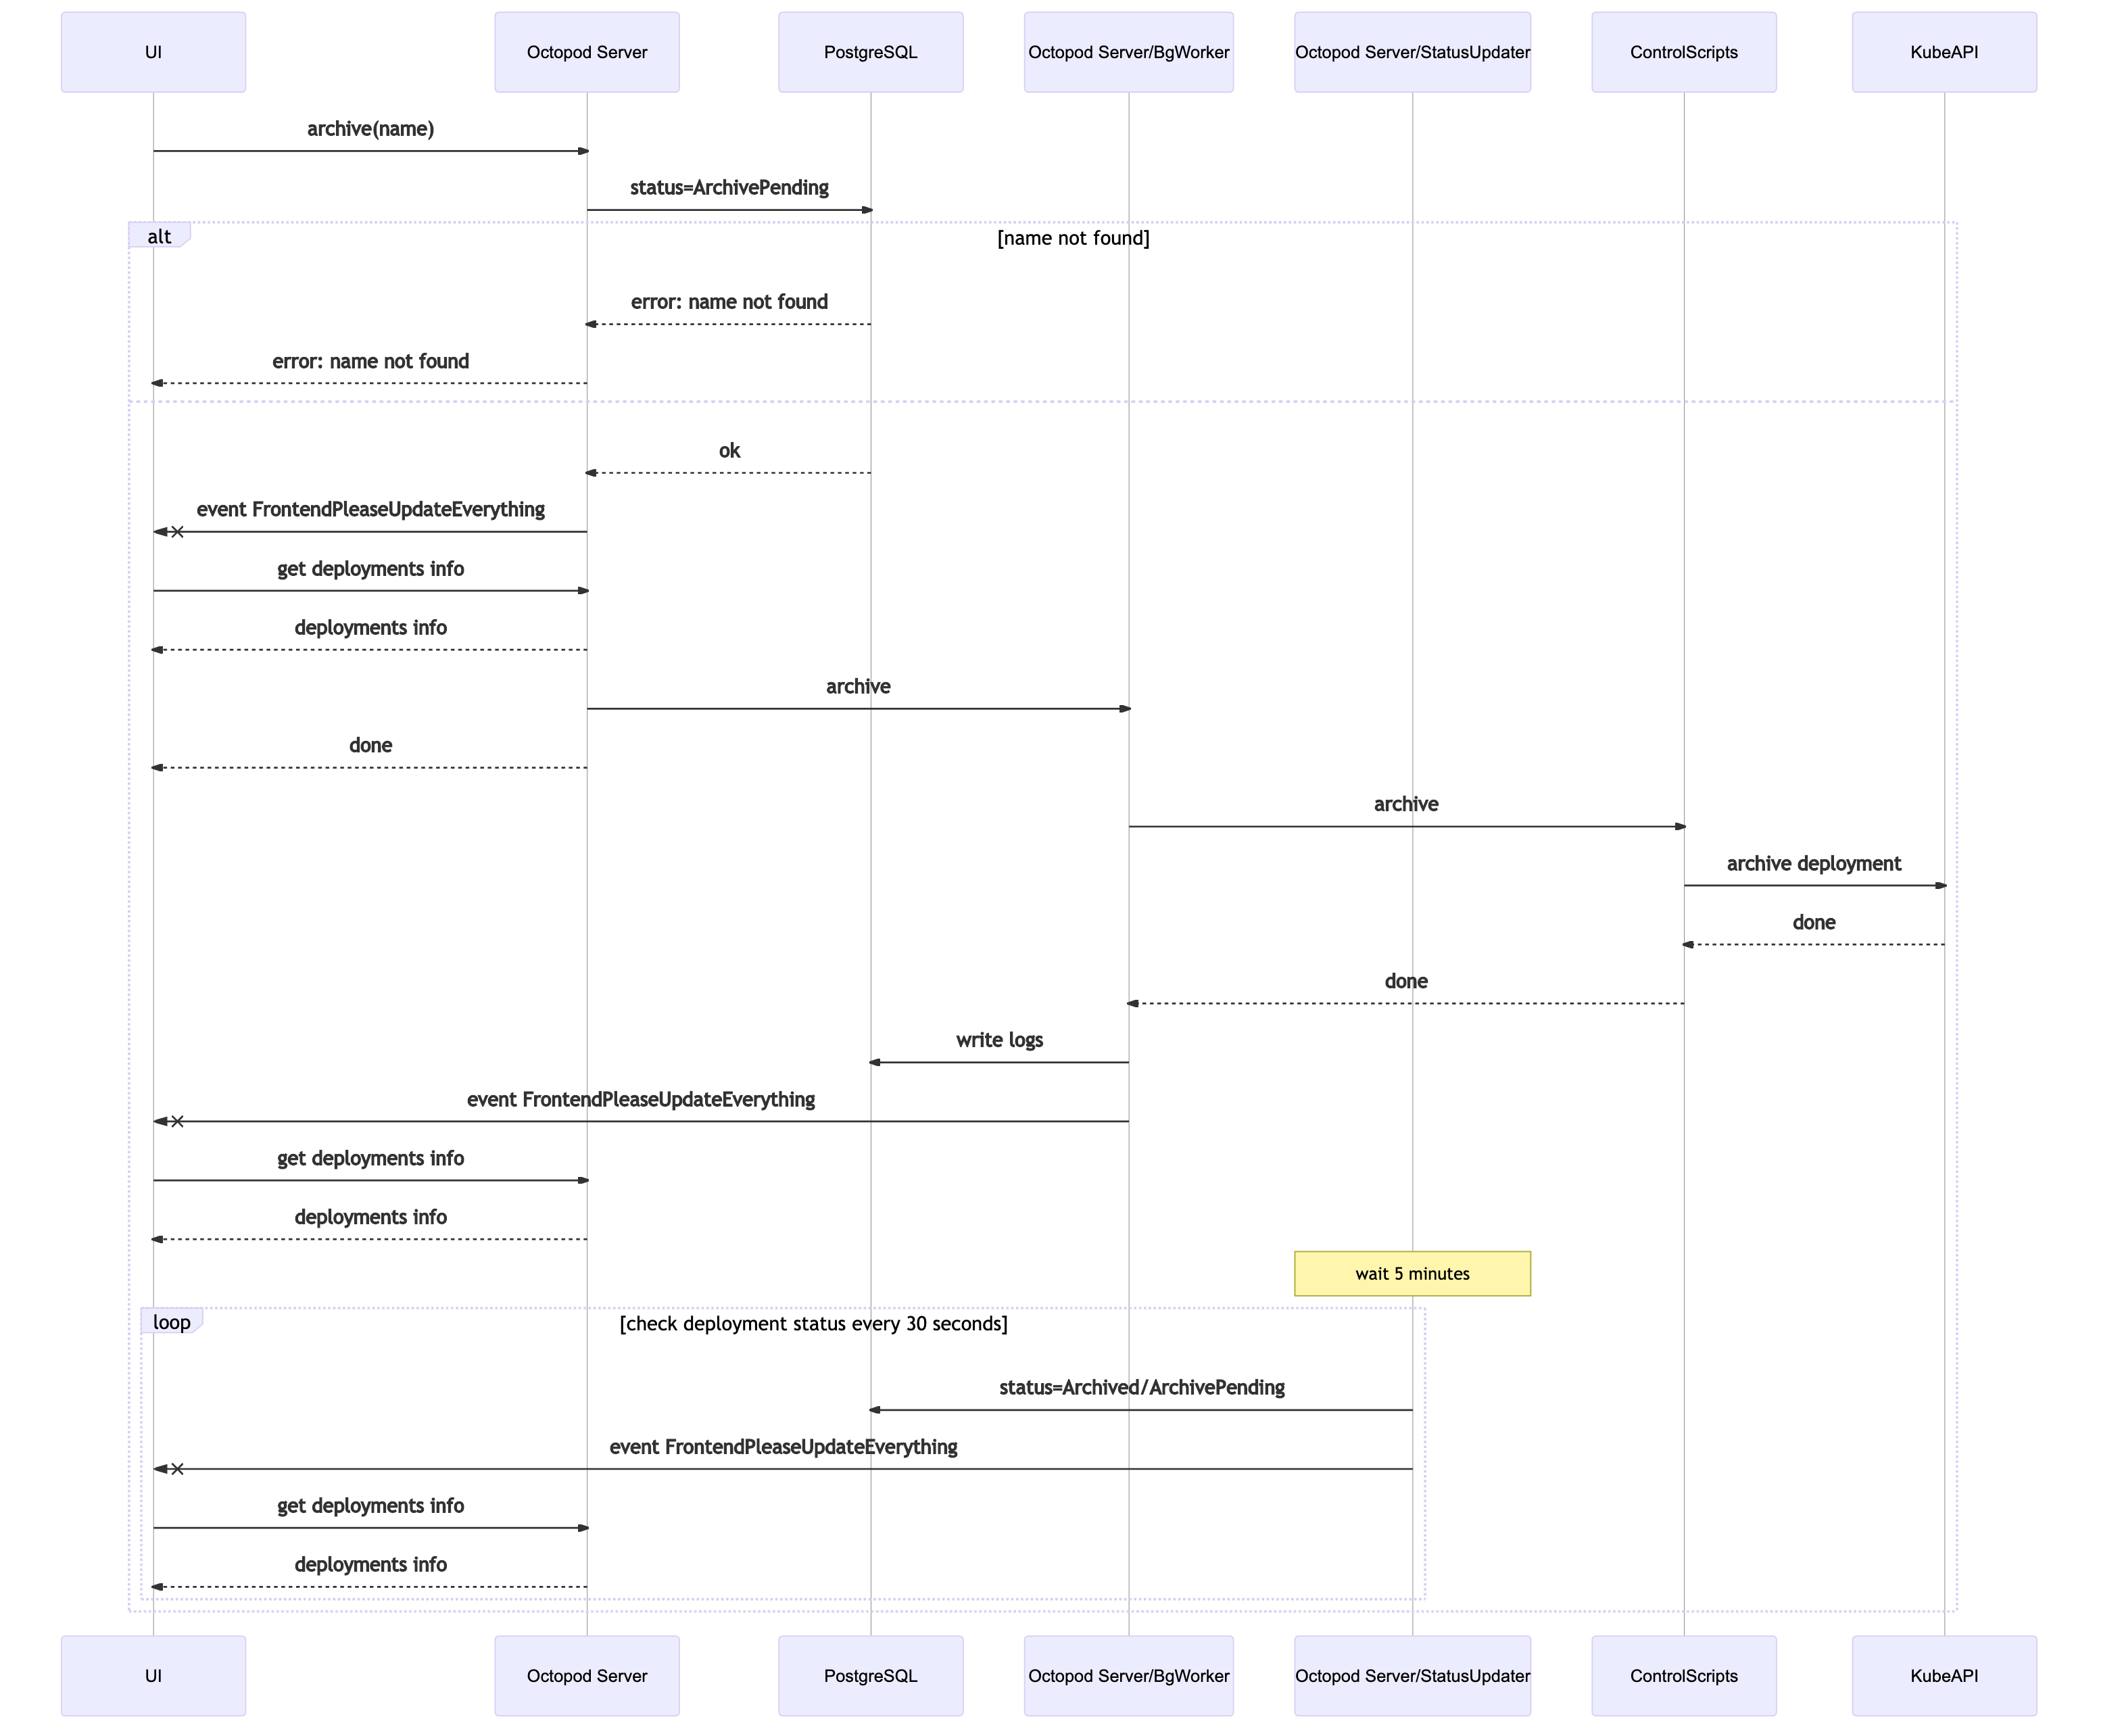 UI
Octopod Server
PostgreSQL
Octopod Server/BgWorker
Octopod Server/StatusUpdater
ControlScripts
KubeAPI
archive(name)
status=ArchivePending
alt
[name not found]
error: name not found
error: name not found
ok
event FrontendPleaseUpdateEverything
get deployments info
deployments info
archive
done
archive
archive deployment
done
done
write logs
event FrontendPleaseUpdateEverything
get deployments info
deployments info
wait 5 minutes
loop
[check deployment status every 30 seconds]
status=Archived/ArchivePending
event FrontendPleaseUpdateEverything
get deployments info
deployments info
UI
Octopod Server
PostgreSQL
Octopod Server/BgWorker
Octopod Server/StatusUpdater
ControlScripts
KubeAPI